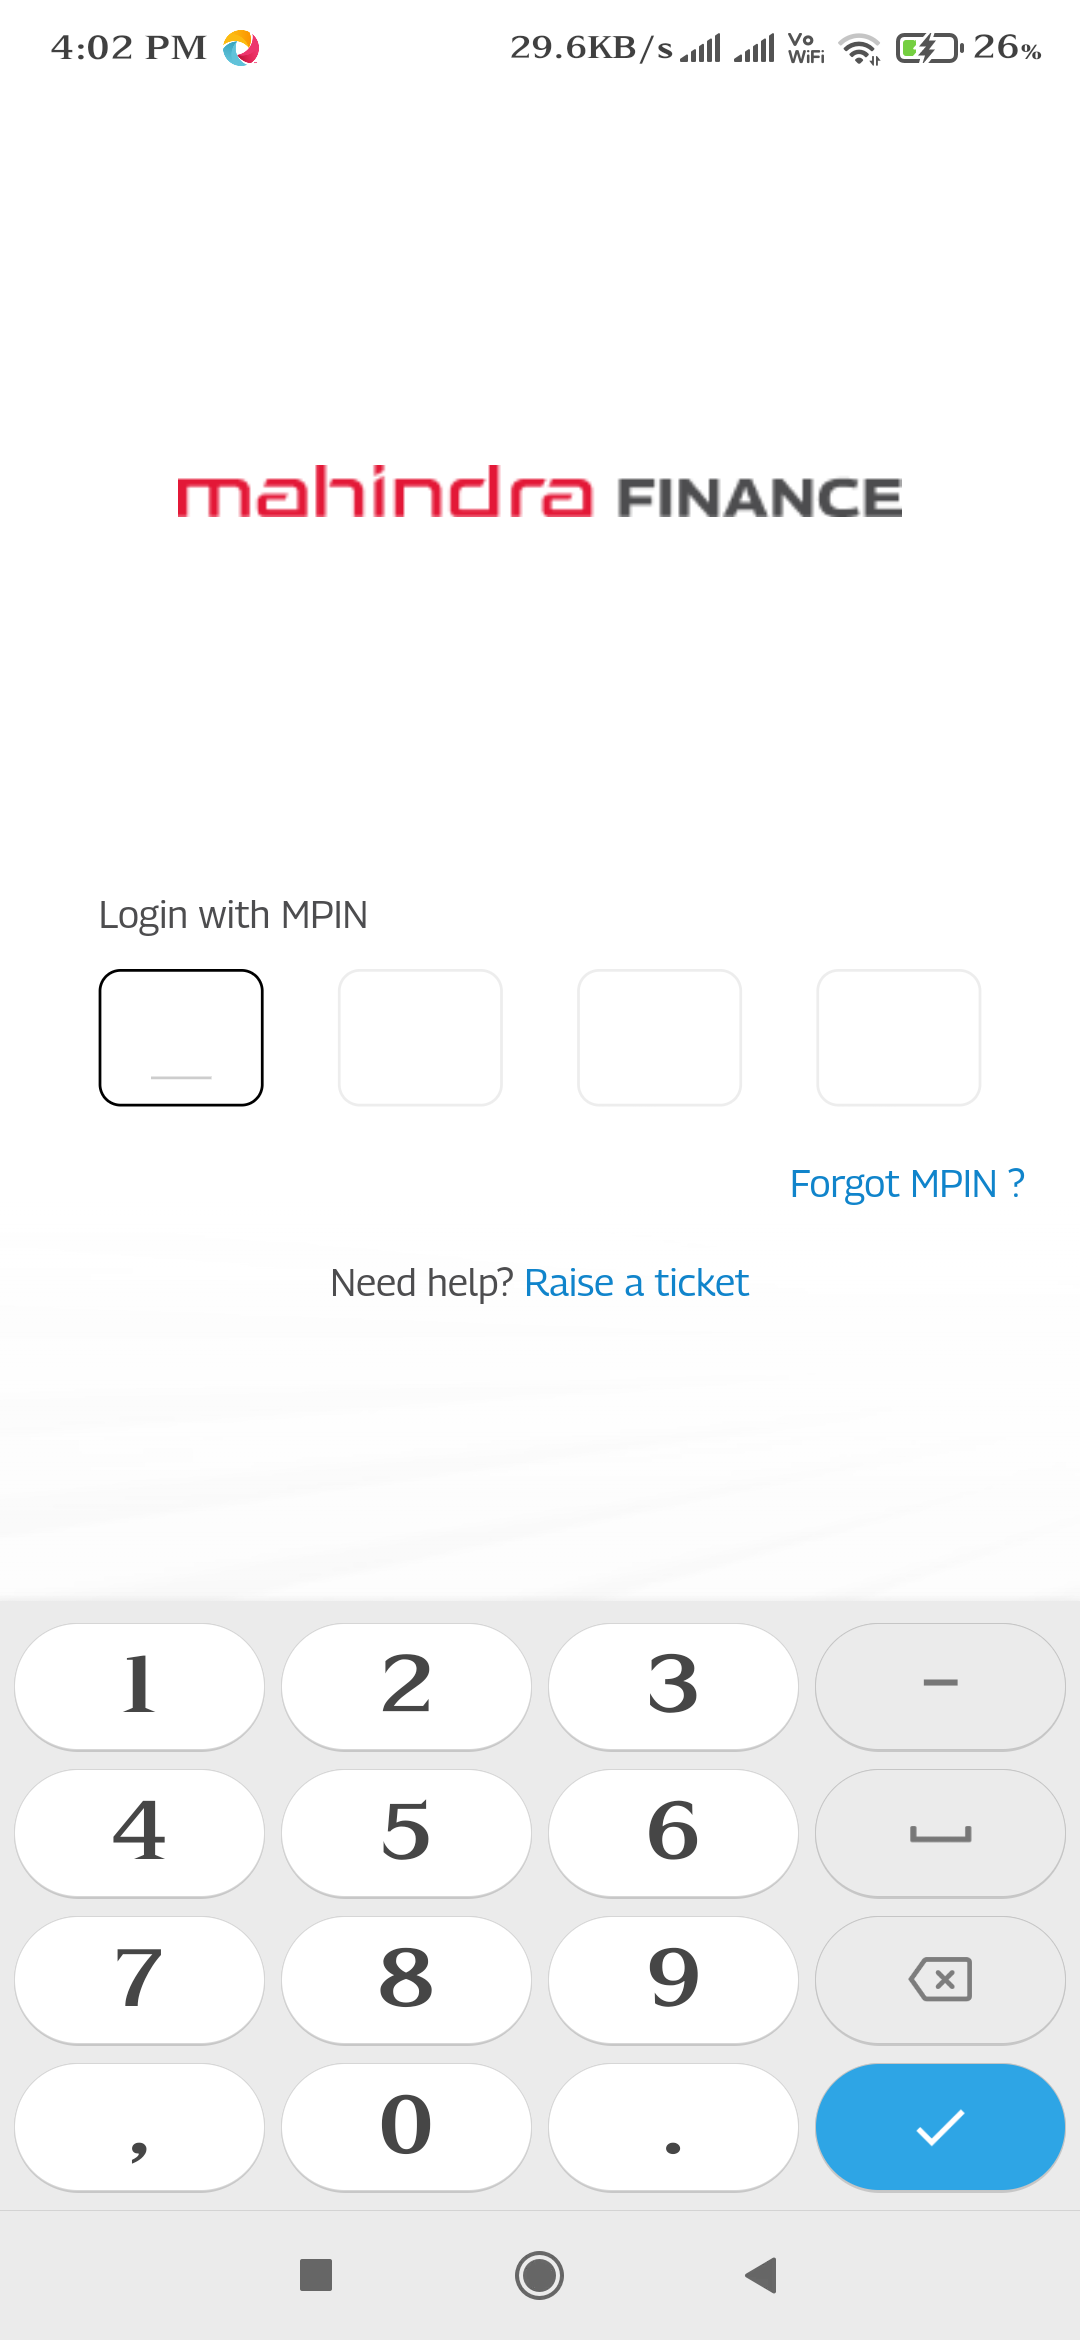 4:02 PM 29.6KB/s Vo WiFi 26%
mahindra FINANCE
Login with MPIN
Forgot MPIN ?
Need help? Raise a ticket
1 2 3 –
4 5 6
7 8 9
, 0 .